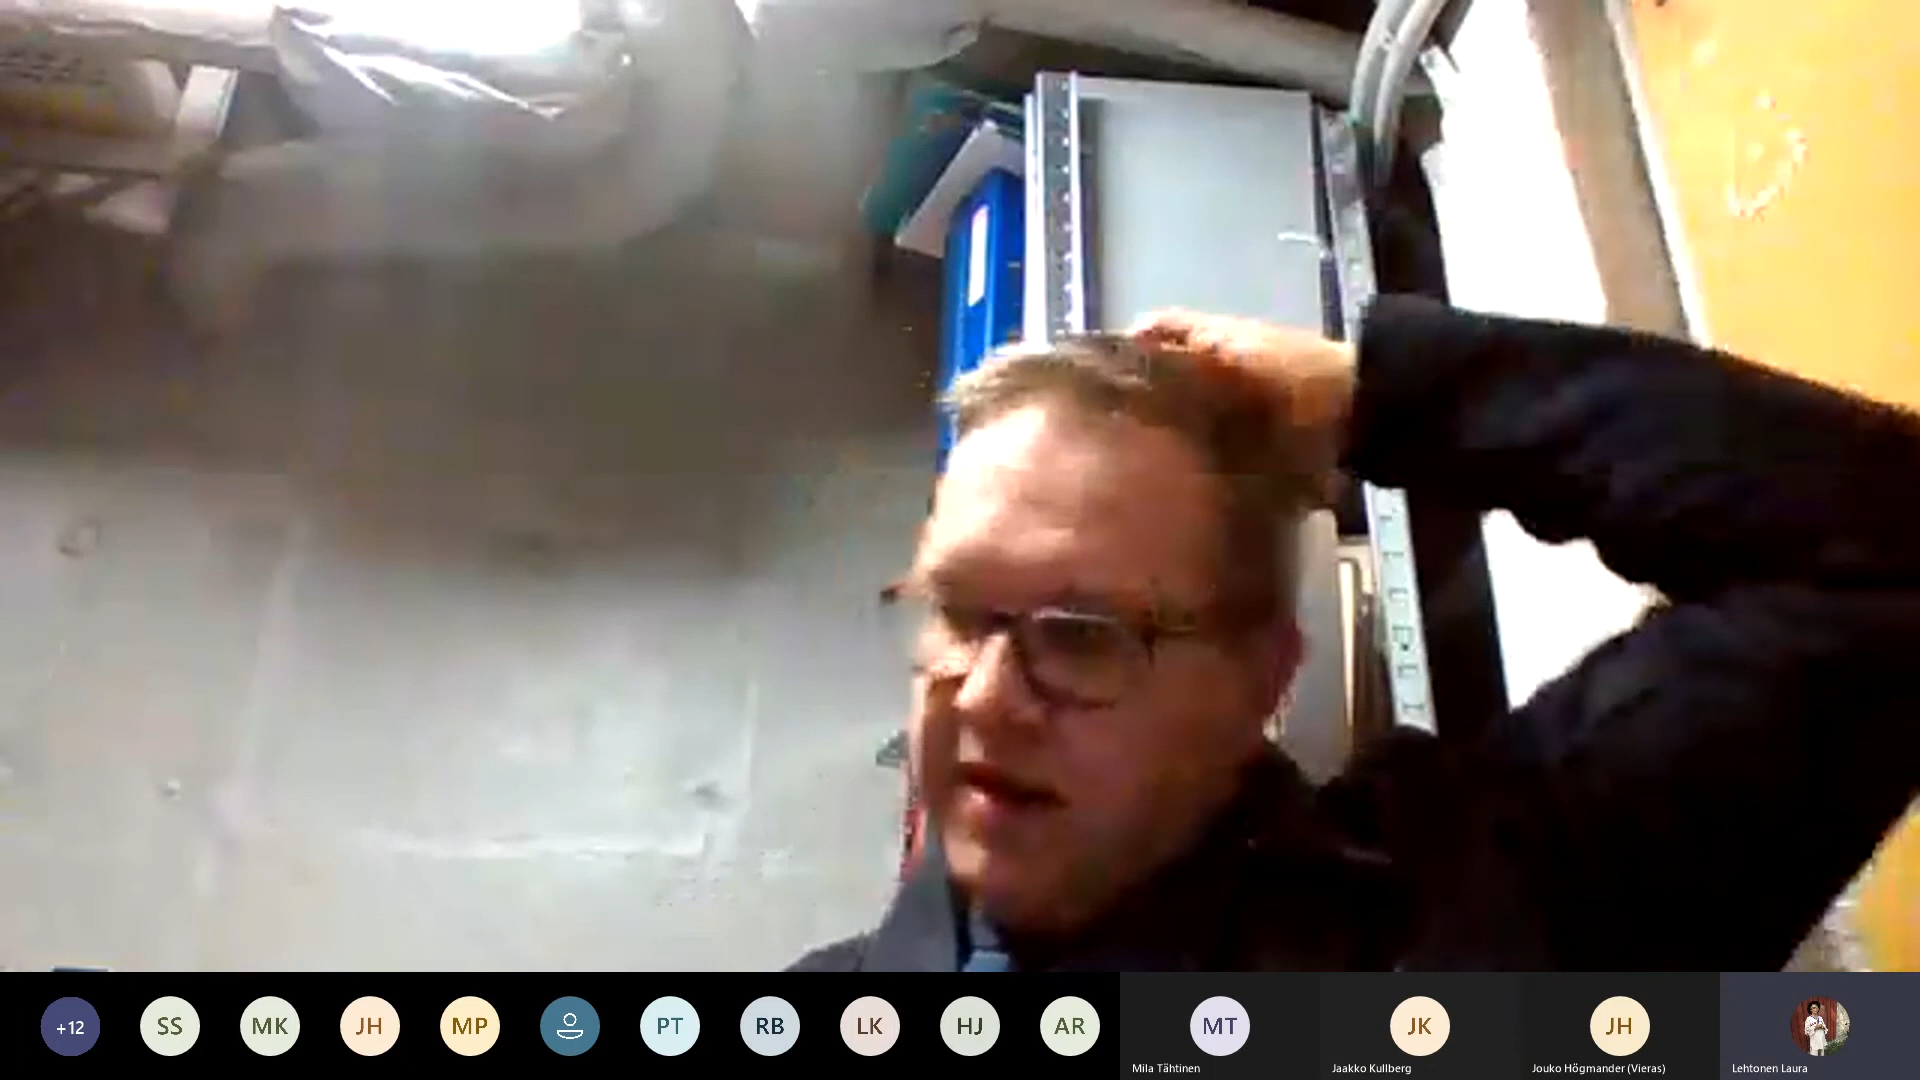 +12
SS
MK
JH
MP
PT
RB
LK
HJ
AR
MT
Mila Tähtinen
JK
Jaakko Kullberg
JH
Jouko Högmander (Vieras)
Lehtonen Laura